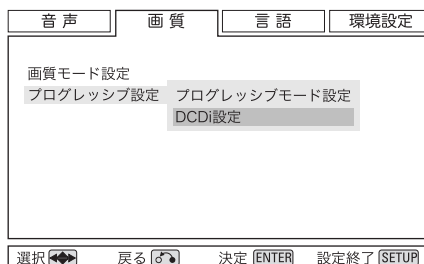 音声 画質 言語 環境設定
画質モード設定
プログレッシブ設定 プログレッシブモード設定
DCDi設定
選択 戻る 決定 ENTER 設定終了 SETUP